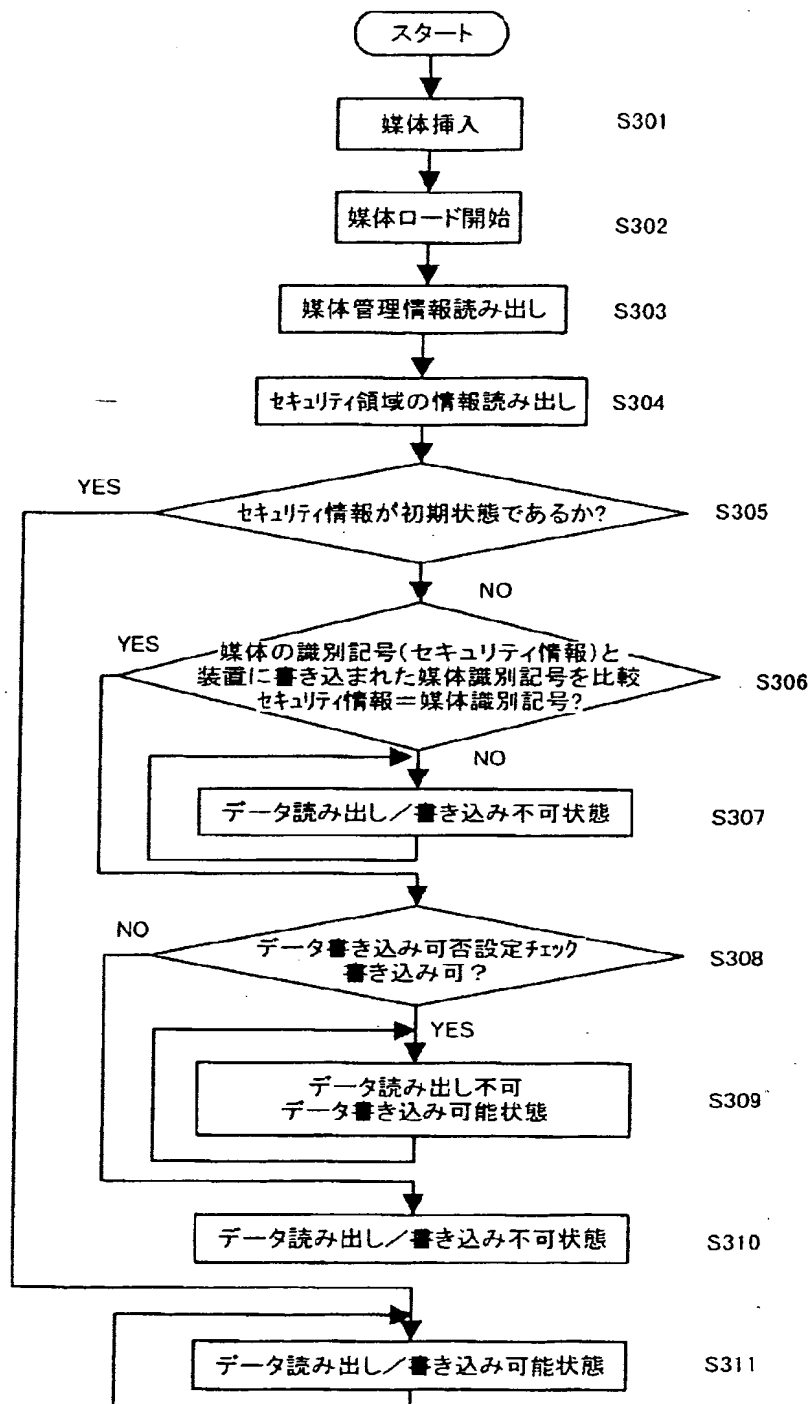 スタート
媒体挿入 S301
媒体ロード開始 S302
媒体管理情報読み出し S303
セキュリティ領域の情報読み出し S304
YES
セキュリティ情報が初期状態であるか? S305
NO
YES
媒体の識別記号(セキュリティ情報)と
装置に書き込まれた媒体識別記号を比較
セキュリティ情報=媒体識別記号? S306
NO
データ読み出し/書き込み不可状態 S307
NO
データ書き込み可否設定チェック
書き込み可? S308
YES
データ読み出し不可
データ書き込み可能状態 S309
データ読み出し/書き込み不可状態 S310
データ読み出し/書き込み可能状態 S311